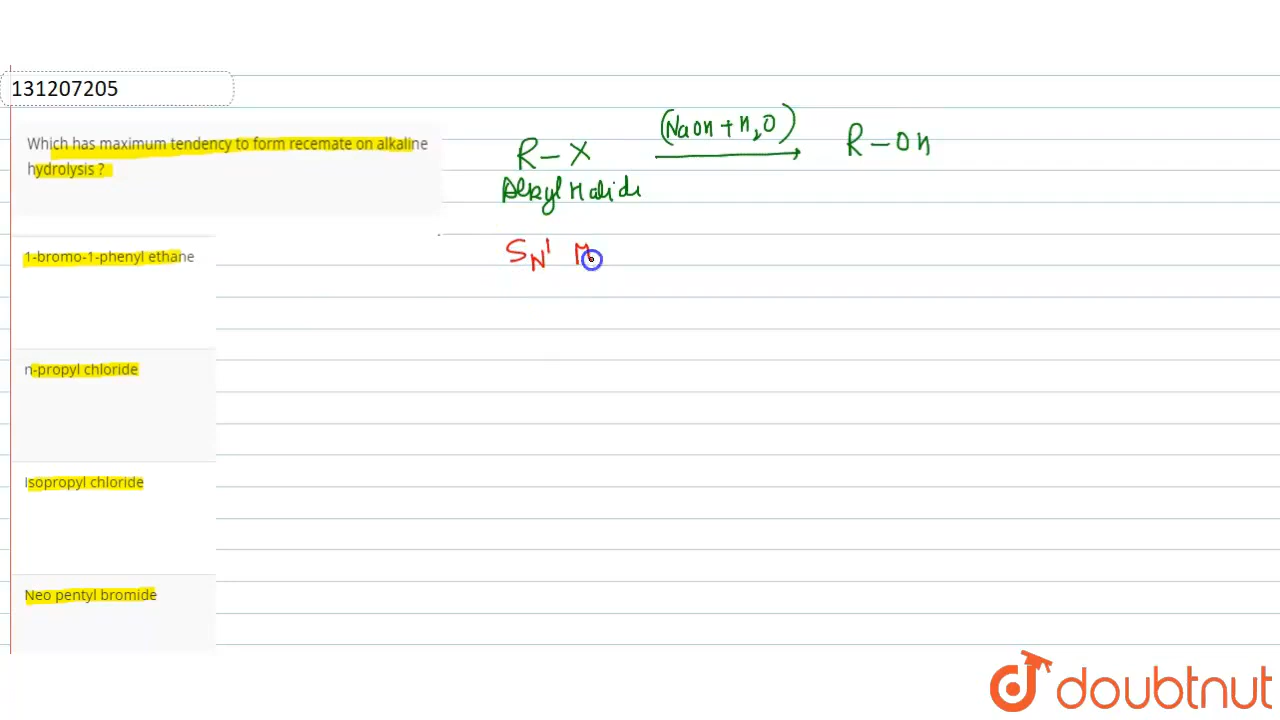 131207205
Which has maximum tendency to form recemate on alkaline
hydrolysis ?
1-bromo-1-phenyl ethane
n-propyl chloride
Isopropyl chloride
Neo pentyl bromide
(NaOH + H2O)
R – X
R – OH
Alkyl Halide
SN1 M
doubtnut